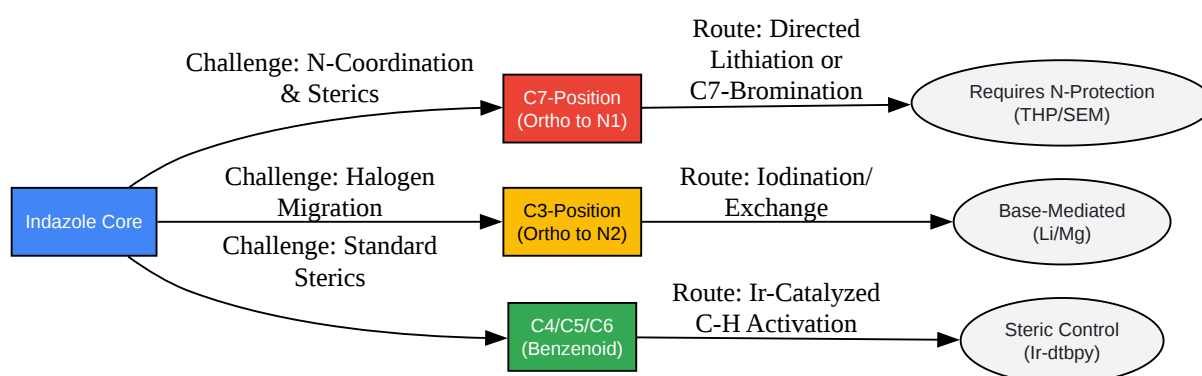 Challenge: N-Coordination
& Sterics
C7-Position
(Ortho to N1)
Route: Directed
Lithiation or
C7-Bromination
Requires N-Protection
(THP/SEM)
Indazole Core
Challenge: Halogen
Migration
C3-Position
(Ortho to N2)
Route: Iodination/
Exchange
Base-Mediated
(Li/Mg)
Challenge: Standard
Sterics
C4/C5/C6
(Benzenoid)
Route: Ir-Catalyzed
C-H Activation
Steric Control
(Ir-dtbpy)